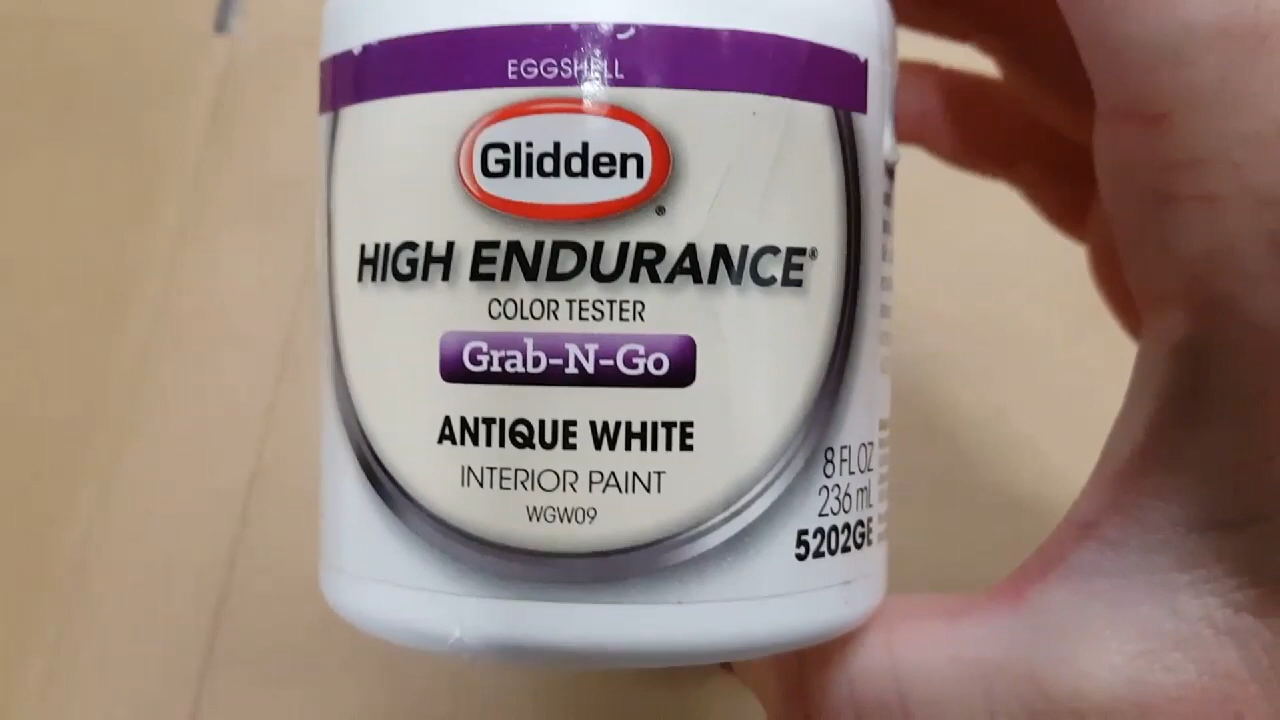 EGGSHELL
Glidden
®
HIGH ENDURANCE®
COLOR TESTER
Grab-N-Go
ANTIQUE WHITE
INTERIOR PAINT
WGW09
8 FL OZ
236 mL
5202GE